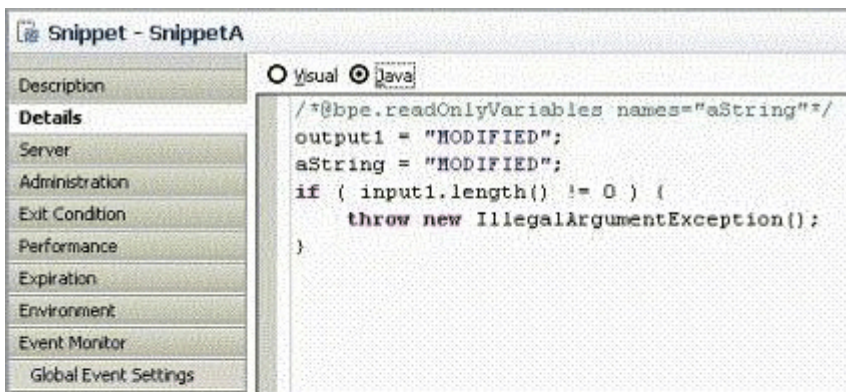 Snippet - SnippetA
Description
Details
Server
Administration
Exit Condition
Performance
Expiration
Environment
Event Monitor
Global Event Settings
Visual Java
/*@bpe.readOnlyVariables names="aString"*/
output1 = "MODIFIED";
aString = "MODIFIED";
if ( input1.length() != 0 ) {
    throw new IllegalArgumentException();
}